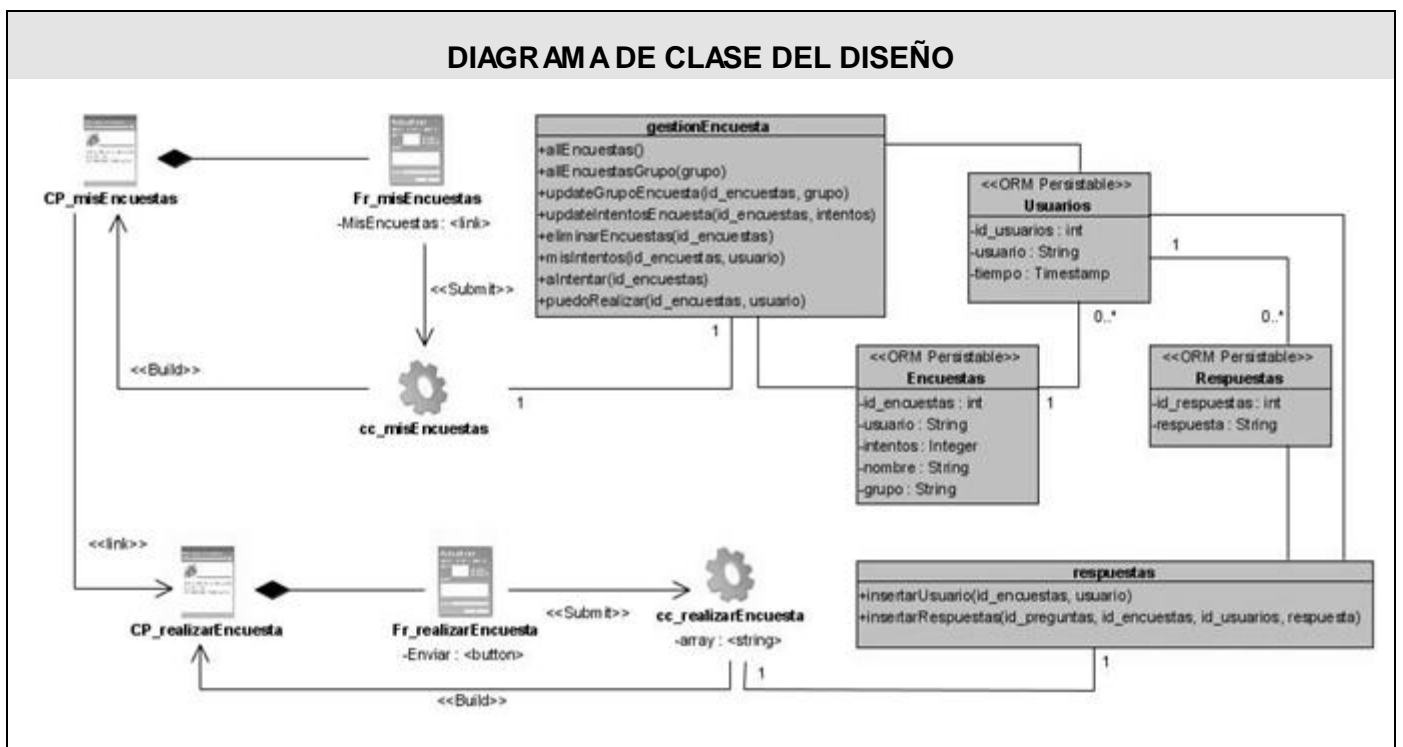 DIAGRAMA DE CLASE DEL DISEÑO
CP_misEncuestas
Fr_misEncuestas
-MisEncuestas : <link>
<<Submit>>
<<Build>>
cc_misEncuestas
1
gestionEncuesta
+allEncuestas()
+allEncuestasGrupo(grupo)
+updateGrupoEncuesta(id_encuestas, grupo)
+updateIntentosEncuesta(id_encuestas, intentos)
+eliminarEncuestas(id_encuestas)
+misIntentos(id_encuestas, usuario)
+aIntentar(id_encuestas)
+puedoRealizar(id_encuestas, usuario)
1
<<ORM Persistable>>
Usuarios
-id_usuarios : int
-usuario : String
-tiempo : Timestamp
1
0..*
0..*
<<ORM Persistable>>
Encuestas
-id_encuestas : int
-usuario : String
-intentos : Integer
-nombre : String
-grupo : String
1
<<ORM Persistable>>
Respuestas
-id_respuestas : int
-respuesta : String
<<link>>
CP_realizarEncuesta
Fr_realizarEncuesta
-Enviar : <button>
<<Submit>>
cc_realizarEncuesta
-array : <string>
1
<<Build>>
respuestas
+insertarUsuario(id_encuestas, usuario)
+insertarRespuestas(id_preguntas, id_encuestas, id_usuarios, respuesta)
1